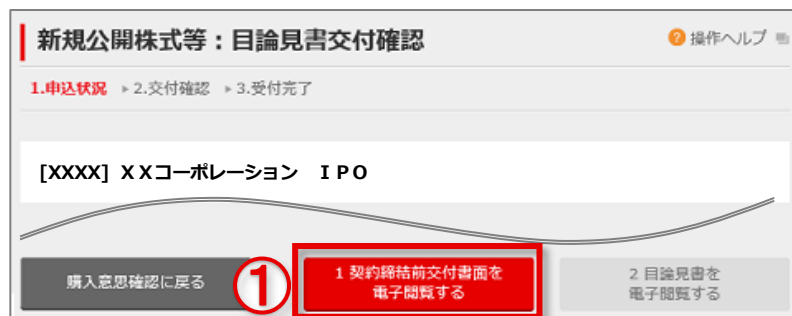 新規公開株式等：目論見書交付確認
? 操作ヘルプ
1.申込状況 ▶ 2.交付確認 ▶ 3.受付完了
[XXXX] ＸＸコーポレーション　ＩＰＯ
購入意思確認に戻る
①
1 契約締結前交付書面を
電子閲覧する
2 目論見書を
電子閲覧する